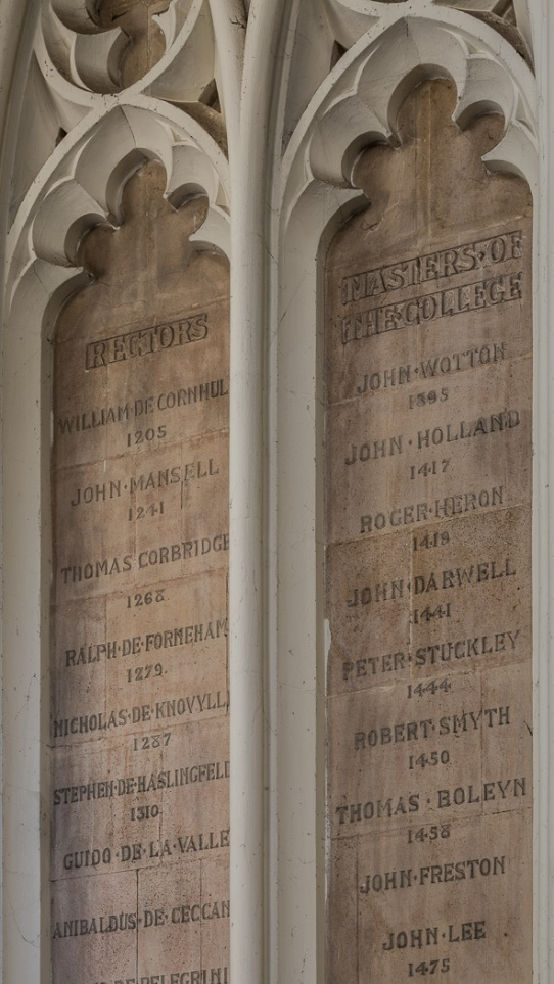 RECTORS
WILLIAM DE CORNHUL
1205
JOHN·MANSELL
1241
THOMAS CORBRIDGE
1268
RALPH·DE·FORNEHAM
1279
NICHOLAS·DE·KNOVYLL
1287
STEPHEN·DE·HASLINGFELD
1310
GUIDO·DE·LA·VALLE
ANIBALDUS·DE·CECCAN
DE·PELEGRINI
MASTERS·OF
THE·COLLEGE
JOHN·WOTTON
1395
JOHN·HOLLAND
1417
ROGER·HERON
1419
JOHN·DARWELL
1441
PETER·STUCKLEY
1444
ROBERT·SMYTH
1450
THOMAS·BOLEYN
1458
JOHN·FRESTON
JOHN·LEE
1475